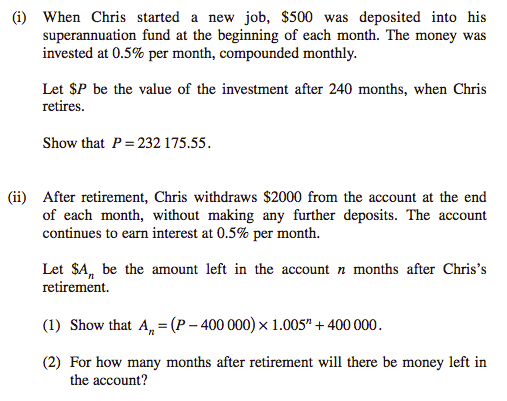 (i) When Chris started a new job, $500 was deposited into his
superannuation fund at the beginning of each month. The money was
invested at 0.5% per month, compounded monthly.
Let $P be the value of the investment after 240 months, when Chris
retires.
Show that P = 232 175.55.
(ii) After retirement, Chris withdraws $2000 from the account at the end
of each month, without making any further deposits. The account
continues to earn interest at 0.5% per month.
Let $Aₙ be the amount left in the account n months after Chris's
retirement.
(1) Show that Aₙ = (P – 400 000) × 1.005ⁿ + 400 000.
(2) For how many months after retirement will there be money left in
the account?